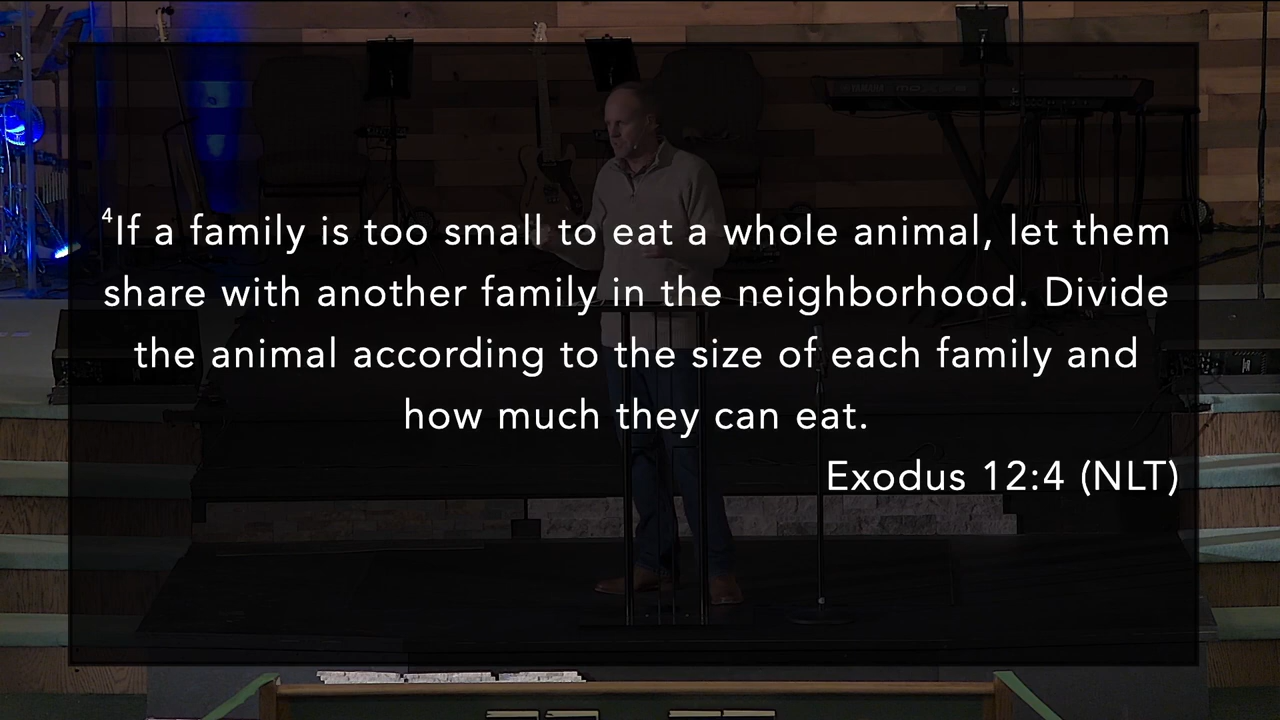 ⁴If a family is too small to eat a whole animal, let them
share with another family in the neighborhood. Divide
the animal according to the size of each family and
how much they can eat.
Exodus 12:4 (NLT)